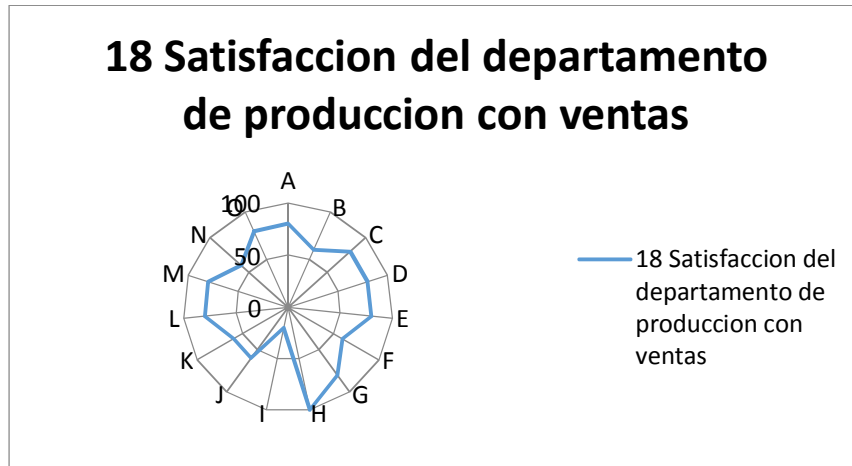 18 Satisfaccion del departamento
de produccion con ventas
A
B
C
D
E
F
G
H
I
J
K
L
M
N
O
100
50
0
18 Satisfaccion del
departamento de
produccion con
ventas